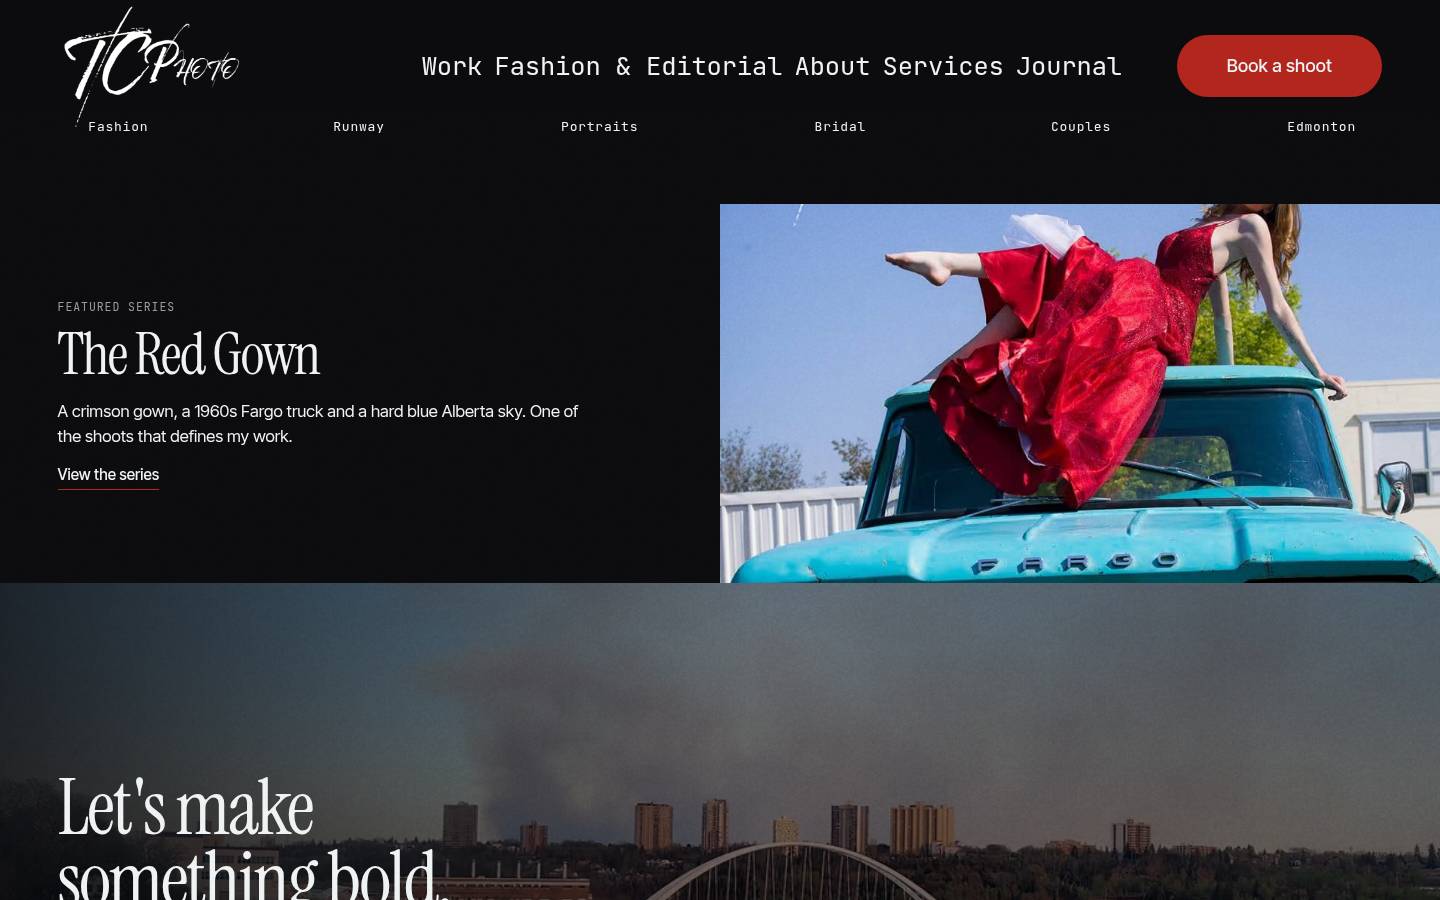 TCPHOTO
Work Fashion & Editorial About Services Journal
Book a shoot
Fashion Runway Portraits Bridal Couples Edmonton
FEATURED SERIES
The Red Gown
A crimson gown, a 1960s Fargo truck and a hard blue Alberta sky. One of
the shoots that defines my work.
View the series
FARGO
Let's make
something bold.